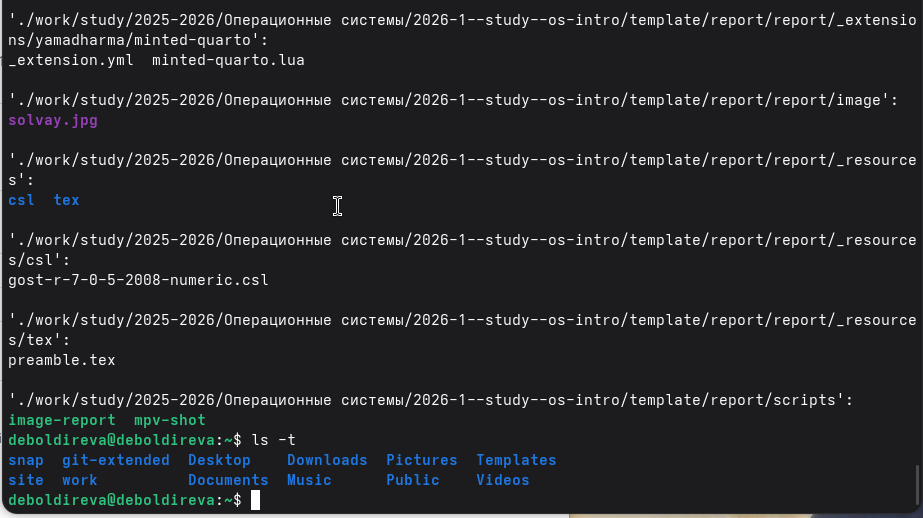 './work/study/2025-2026/Операционные системы/2026-1--study--os-intro/template/report/report/_extensio
ns/yamadharma/minted-quarto':
_extension.yml  minted-quarto.lua
'./work/study/2025-2026/Операционные системы/2026-1--study--os-intro/template/report/report/image':
solvay.jpg
'./work/study/2025-2026/Операционные системы/2026-1--study--os-intro/template/report/report/_resource
s':
csl  tex
'./work/study/2025-2026/Операционные системы/2026-1--study--os-intro/template/report/report/_resource
s/csl':
gost-r-7-0-5-2008-numeric.csl
'./work/study/2025-2026/Операционные системы/2026-1--study--os-intro/template/report/report/_resource
s/tex':
preamble.tex
'./work/study/2025-2026/Операционные системы/2026-1--study--os-intro/template/report/scripts':
image-report  mpv-shot
deboldireva@deboldireva:~$ ls -t
snap  git-extended  Desktop    Downloads  Pictures  Templates
site  work          Documents  Music      Public    Videos
deboldireva@deboldireva:~$